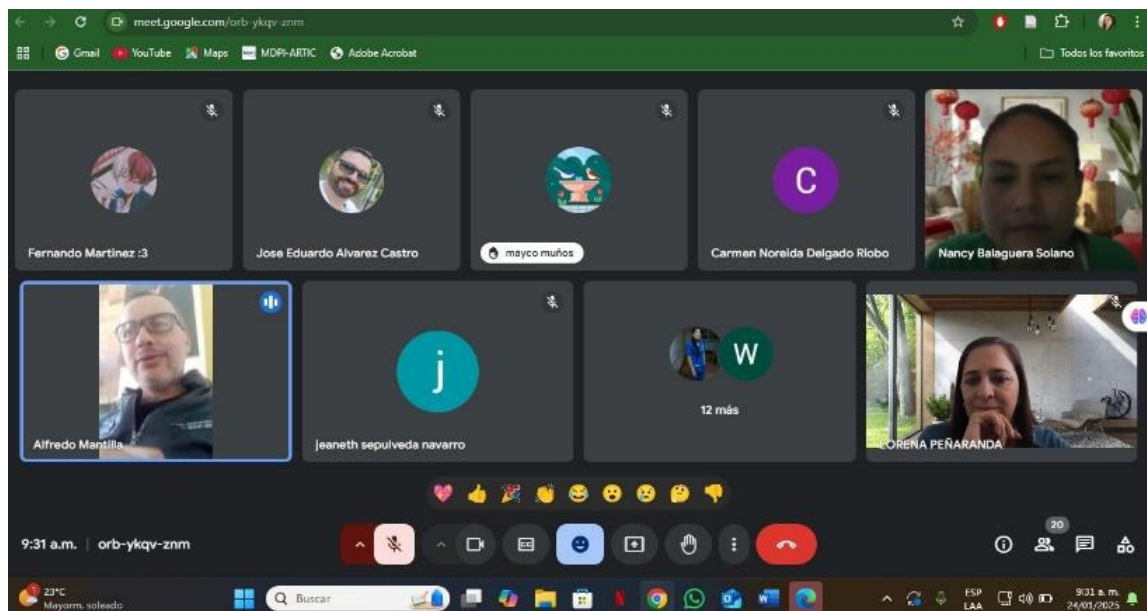 meet.google.com/orb-ykqv-znm
Gmail YouTube Maps MDPI-ARTIC Adobe Acrobat Todos los favoritos
Fernando Martinez :3
Jose Eduardo Alvarez Castro
mayco muños
C
Carmen Noreida Delgado Riobo
Nancy Balaguera Solano
Alfredo Mantilla
j
jeaneth sepulveda navarro
W
12 más
LORENA PEÑARANDA
9:31 a.m. | orb-ykqv-znm
CC
20
1
23°C
Mayorm. soleado
Buscar
ESP
LAA
9:31 a. m.
24/01/2025